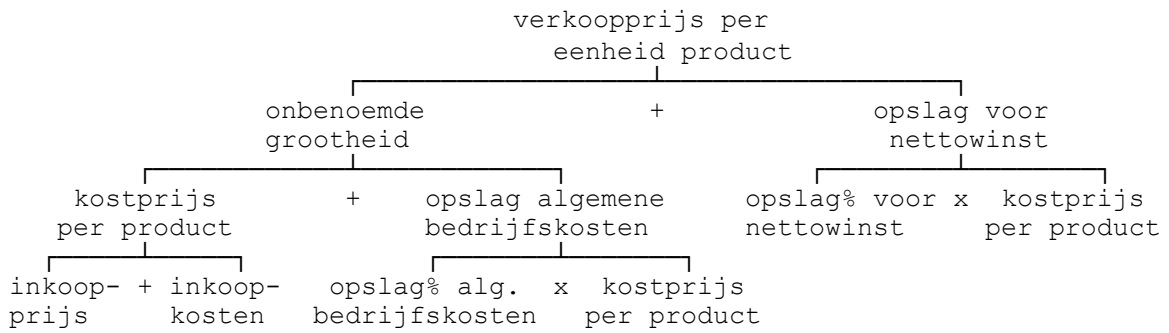 verkoopprijs per
eenheid product
onbenoemde + opslag voor
grootheid nettowinst
kostprijs + opslag algemene opslag% voor x kostprijs
per product bedrijfskosten nettowinst per product
inkoop- + inkoop- opslag% alg. x kostprijs
prijs kosten bedrijfskosten per product